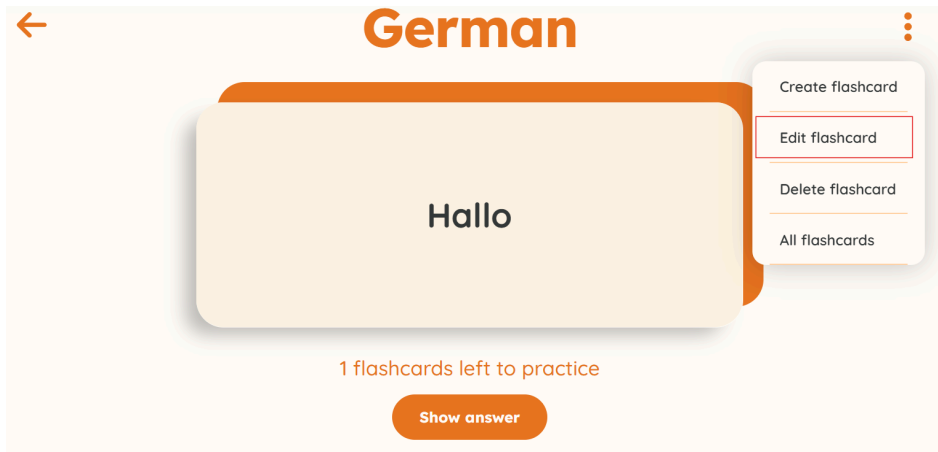 German
Create flashcard
Edit flashcard
Delete flashcard
All flashcards
Hallo
1 flashcards left to practice
Show answer